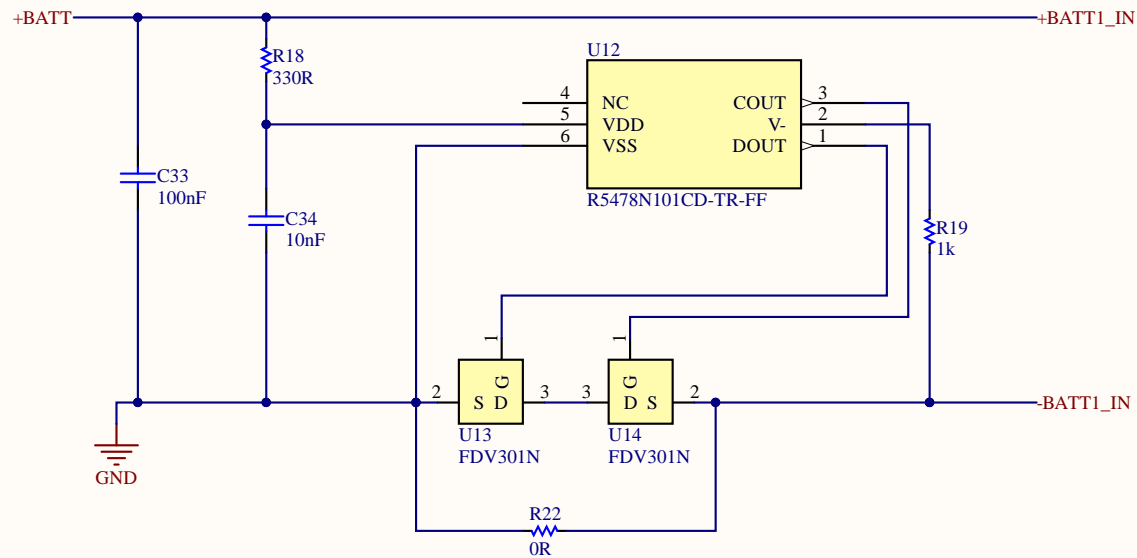 +BATT
+BATT1_IN
R18
330R
U12
4
NC
COUT
3
5
VDD
V-
2
6
VSS
DOUT
1
R5478N101CD-TR-FF
C33
100nF
C34
10nF
R19
1k
1
1
G
G
2
S
D
3
3
D
S
2
-BATT1_IN
U13
FDV301N
U14
FDV301N
GND
R22
0R